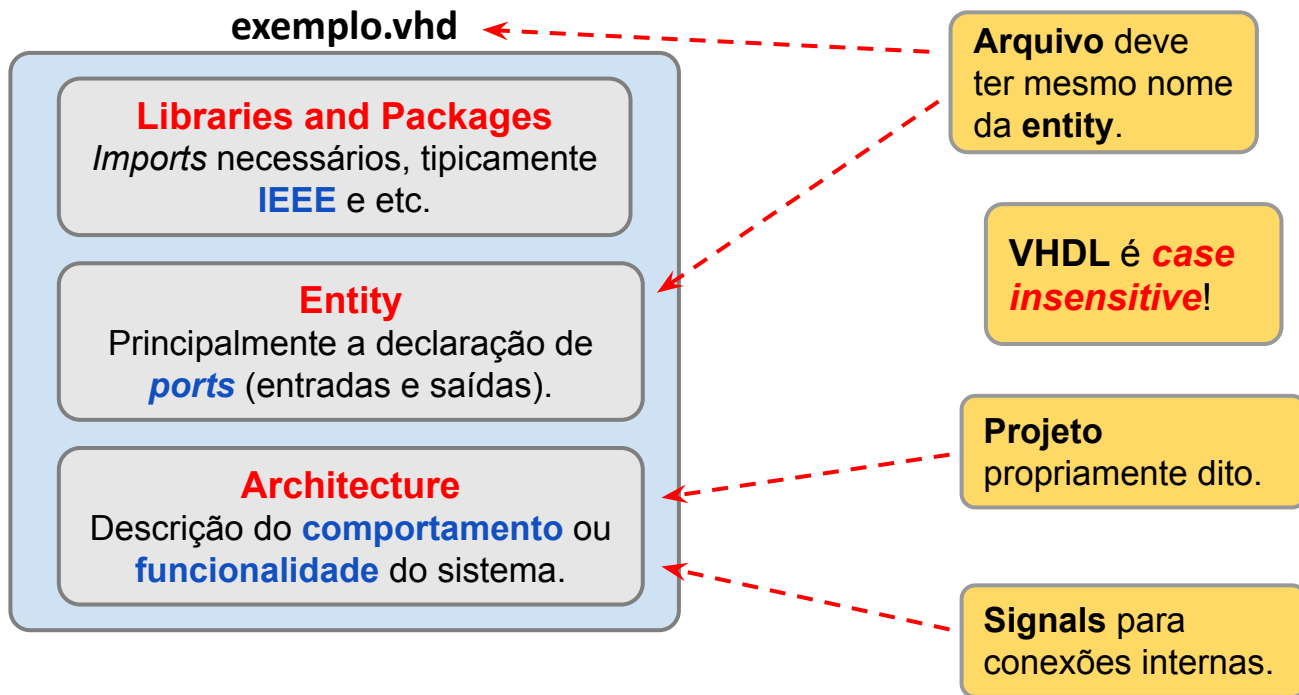 exemplo.vhd
Libraries and Packages
Imports necessários, tipicamente
IEEE e etc.
Entity
Principalmente a declaração de
ports (entradas e saídas).
Architecture
Descrição do comportamento ou
funcionalidade do sistema.
Arquivo deve
ter mesmo nome
da entity.
VHDL é case
insensitive!
Projeto
propriamente dito.
Signals para
conexões internas.